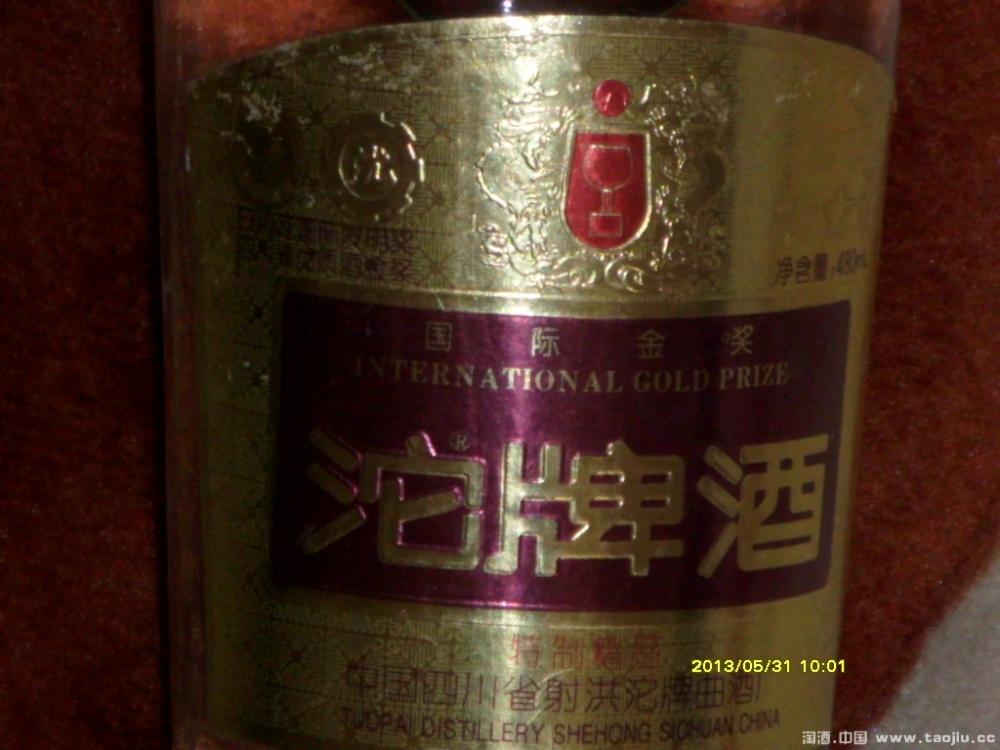 沱
净含量:480mL
国际金奖
INTERNATIONAL GOLD PRIZE
沱®牌酒
特制精品
2013/05/31 10:01
中国四川省射洪沱牌曲酒
TUOPAI DISTILLERY SHEHONG SICHUAN CHINA
淘酒.中国 www.taojiu.cc